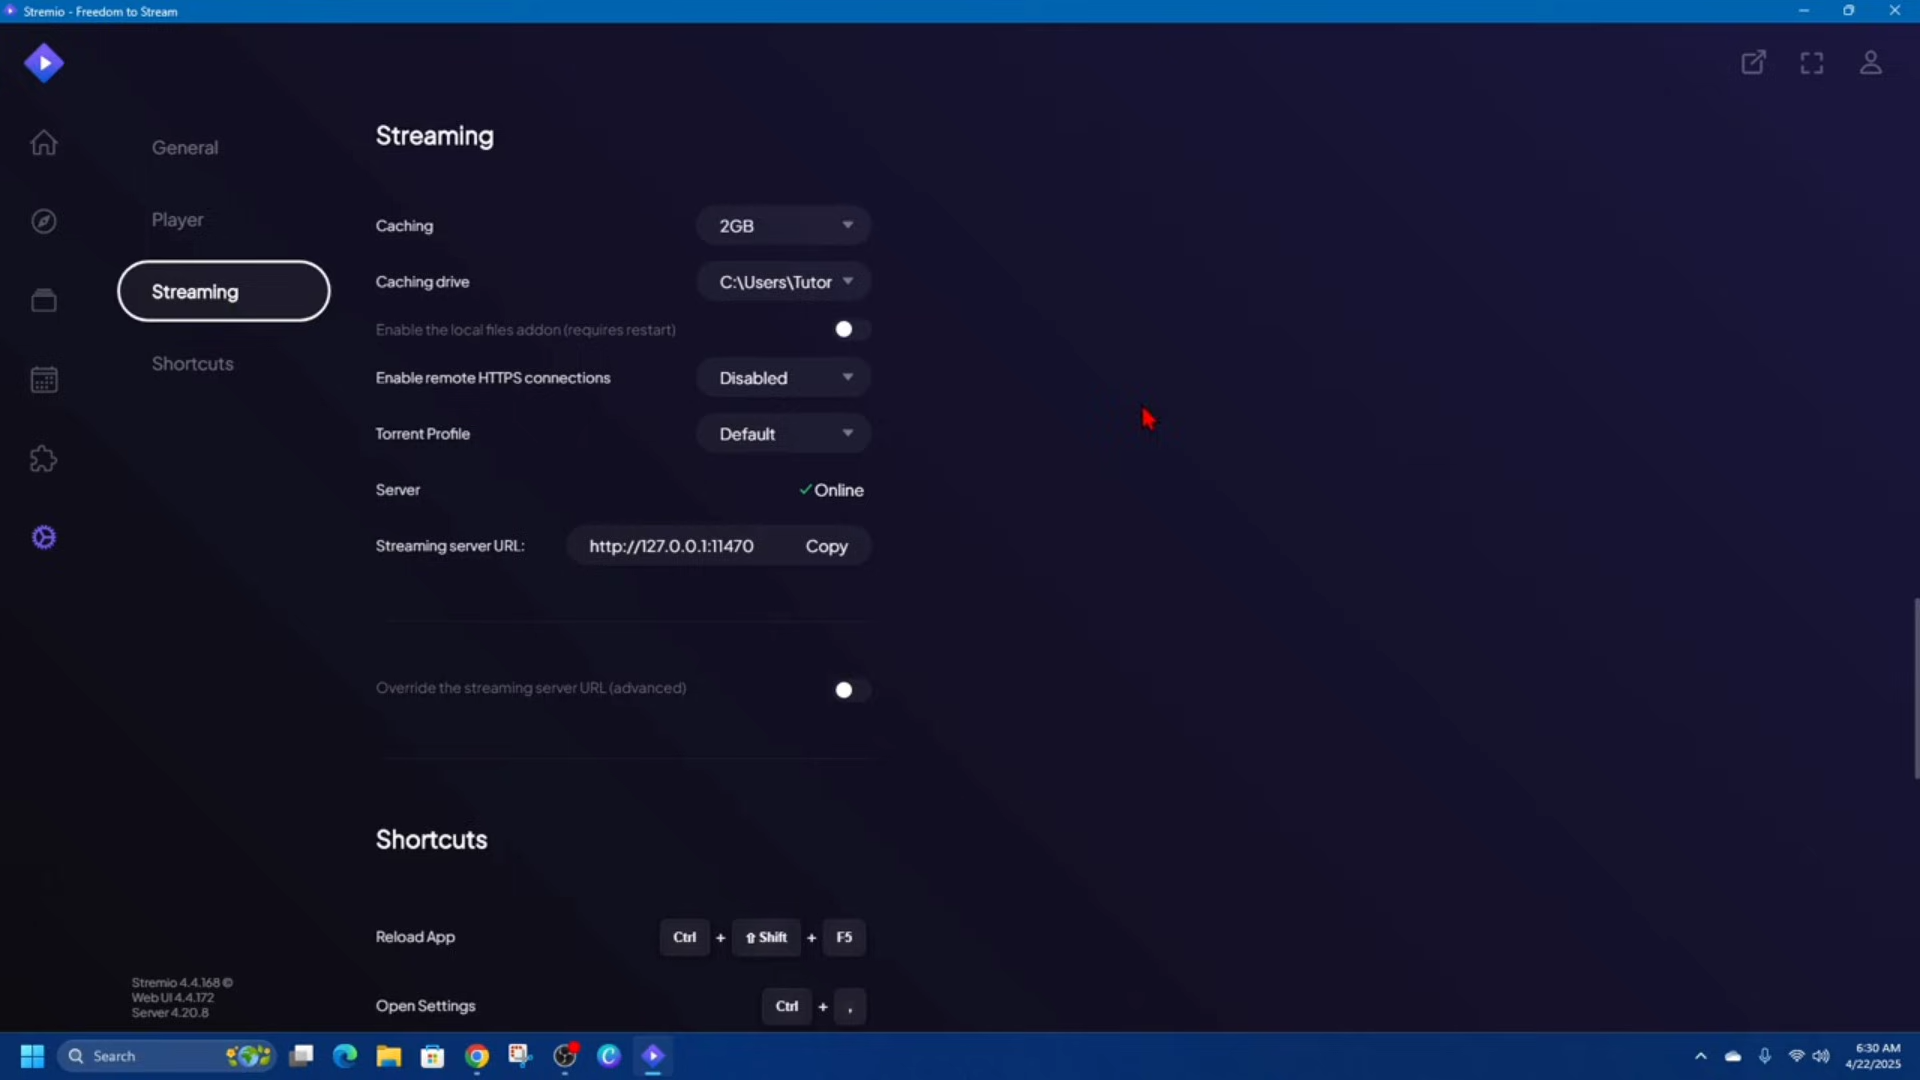 Stremio - Freedom to Stream
General
Player
Streaming
Shortcuts
Streaming
Caching 2GB
Caching drive C:\Users\Tutor
Enable the local files addon (requires restart)
Enable remote HTTPS connections Disabled
Torrent Profile Default
Server Online
Streaming server URL: http://127.0.0.1:11470 Copy
Override the streaming server URL (advanced)
Shortcuts
Reload App Ctrl + ⇧ Shift + F5
Open Settings Ctrl + ,
Stremio 4.4.168 ©
Web UI 4.4.172
Server 4.20.8
Search
6:30 AM
4/22/2025